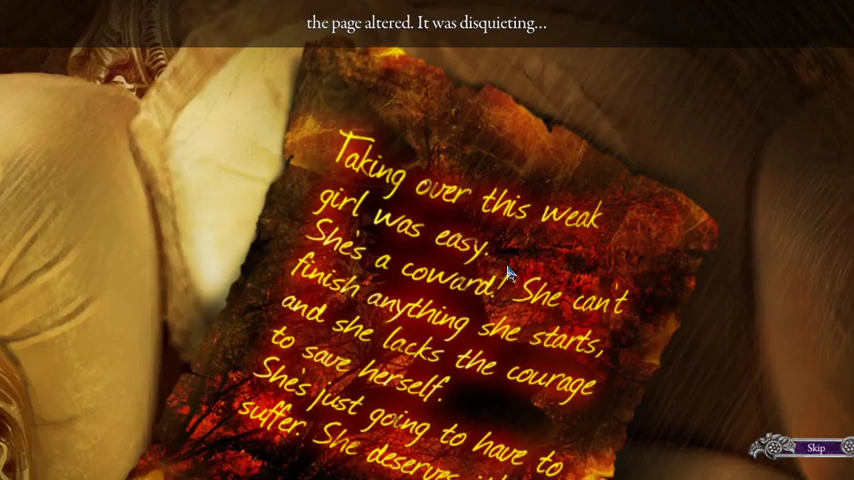 the page altered. It was disquieting...
Taking over this weak
girl was easy.
She's a coward! She can't
finish anything she starts,
and she lacks the courage
to save herself.
She's just going to have to
suffer. She deserves
Skip